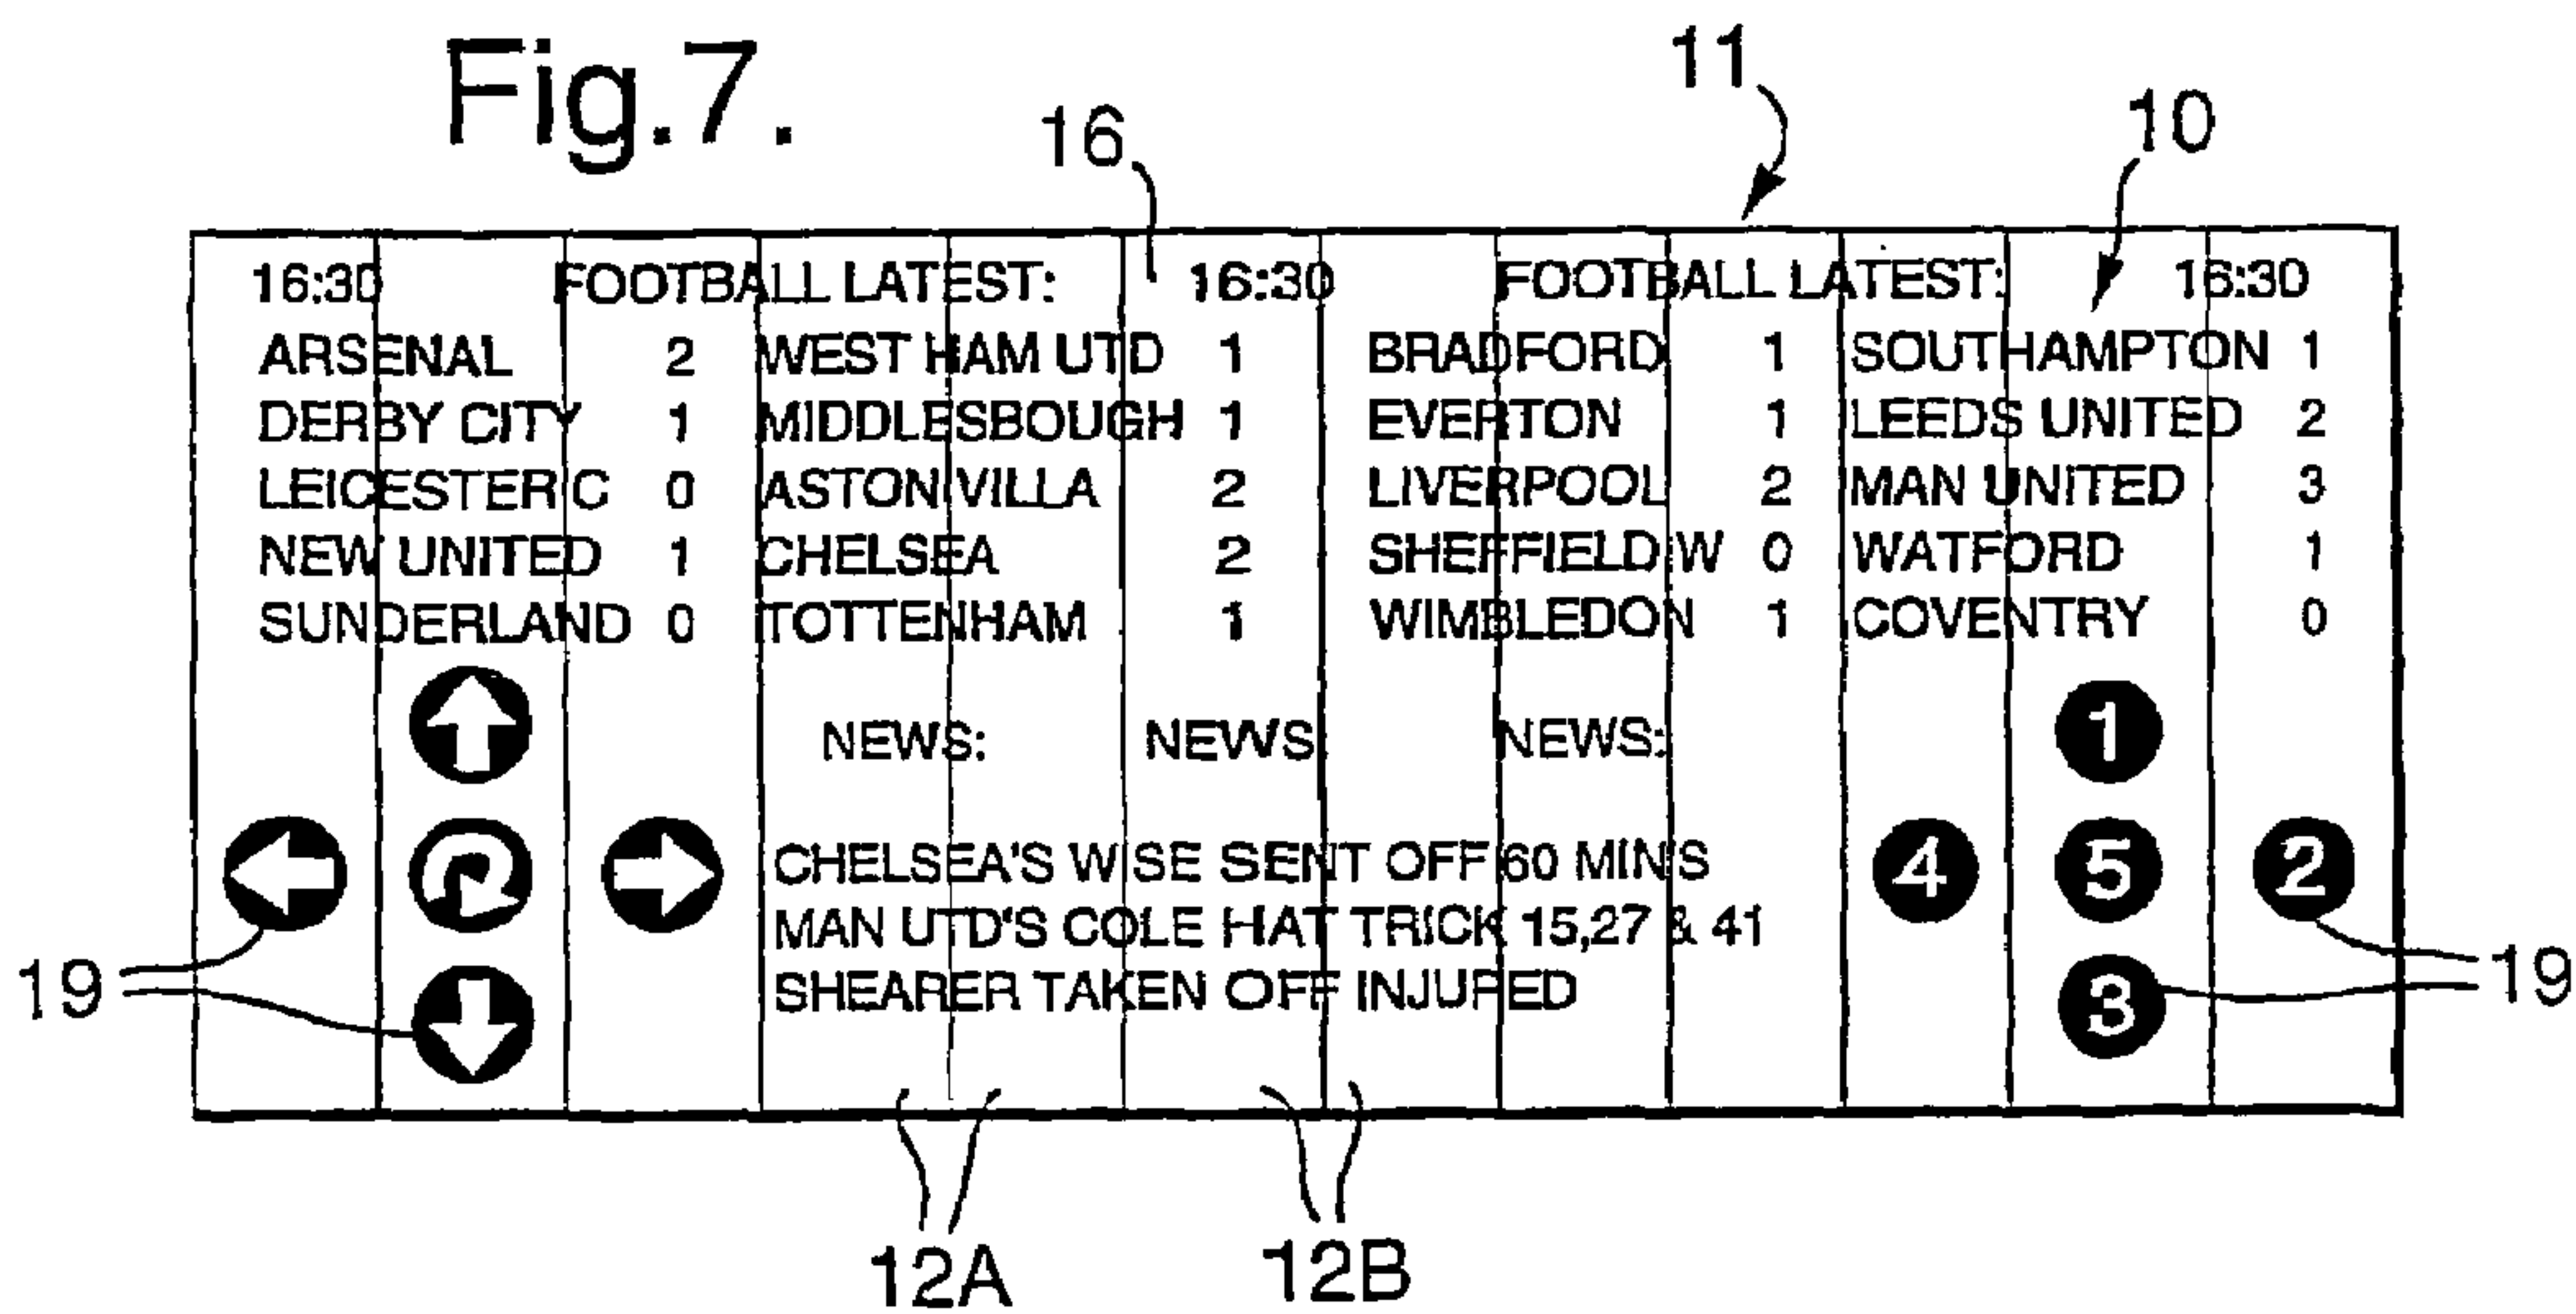 Fig.7.
11
16
10
16:30 FOOTBALL LATEST: 16:30 FOOTBALL LATEST: 16:30
ARSENAL 2 WEST HAM UTD 1 BRADFORD 1 SOUTHAMPTON 1
DERBY CITY 1 MIDDLESBOUGH 1 EVERTON 1 LEEDS UNITED 2
LEICESTER C 0 ASTON VILLA 2 LIVERPOOL 2 MAN UNITED 3
NEW UNITED 1 CHELSEA 2 SHEFFIELD W 0 WATFORD 1
SUNDERLAND 0 TOTTENHAM 1 WIMBLEDON 1 COVENTRY 0
NEWS: NEWS NEWS: 1
CHELSEA'S WISE SENT OFF 60 MIN'S 4 5 2
MAN UTD'S COLE HAT TRICK 15,27 & 41
SHEARER TAKEN OFF INJURED 3
19 19
12A 12B